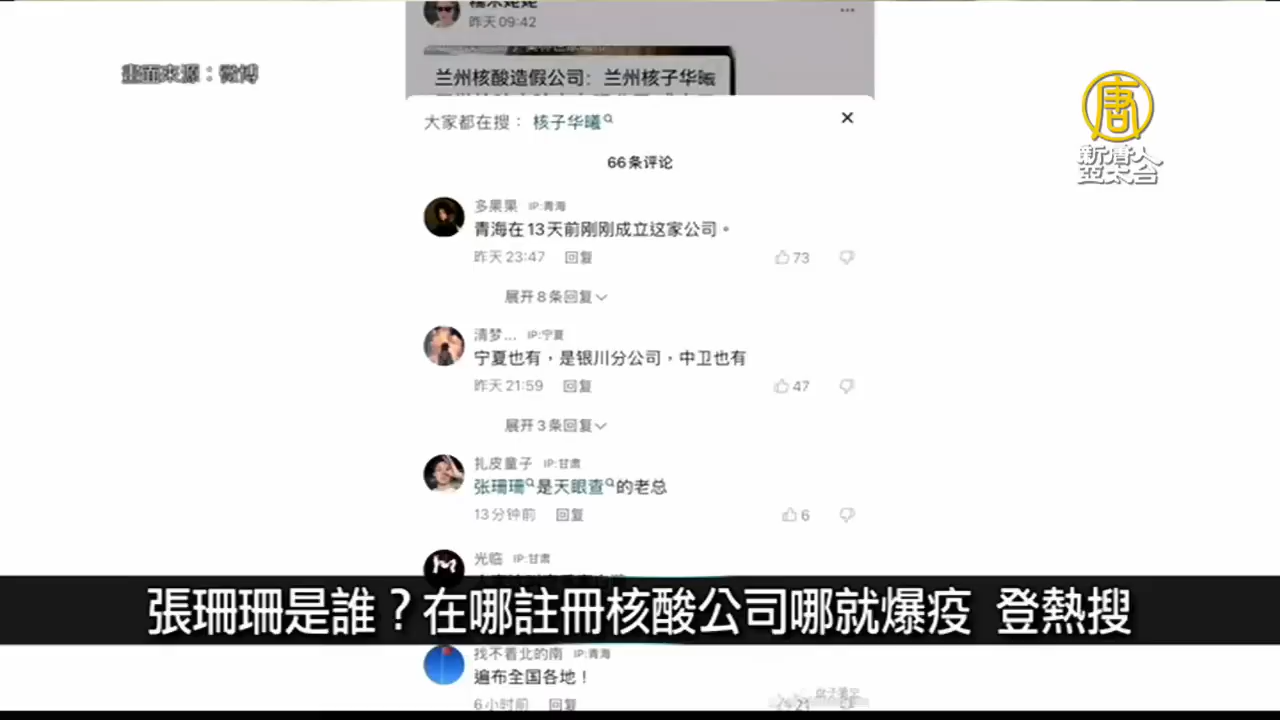 昨天09:42
畫面來源：微博
兰州核酸造假公司：兰州核子华曦
大家都在搜： 核子华曦
66条评论
多果果 IP:青海
青海在13天前刚刚成立这家公司。
昨天23:47 回复
73
展开8条回复
清梦... IP:宁夏
宁夏也有，是银川分公司，中卫也有
昨天21:59 回复
47
展开3条回复
扎皮童子 IP:甘肃
张珊珊是天眼查的老总
13分钟前 回复
6
光临 IP:甘肃
張珊珊是誰？在哪註冊核酸公司哪就爆疫 登熱搜
找不着北的南 IP:青海
遍布全国各地！
6小时前 回复
21
唐
新唐人
亞太台